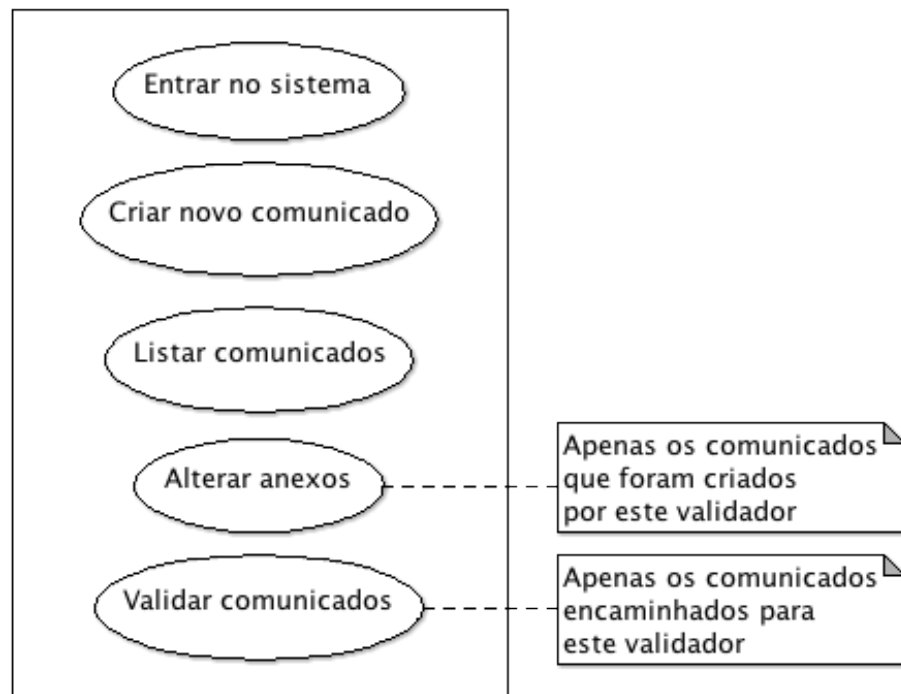 Entrar no sistema
Criar novo comunicado
Listar comunicados
Alterar anexos
Apenas os comunicados
que foram criados
por este validador
Validar comunicados
Apenas os comunicados
encaminhados para
este validador